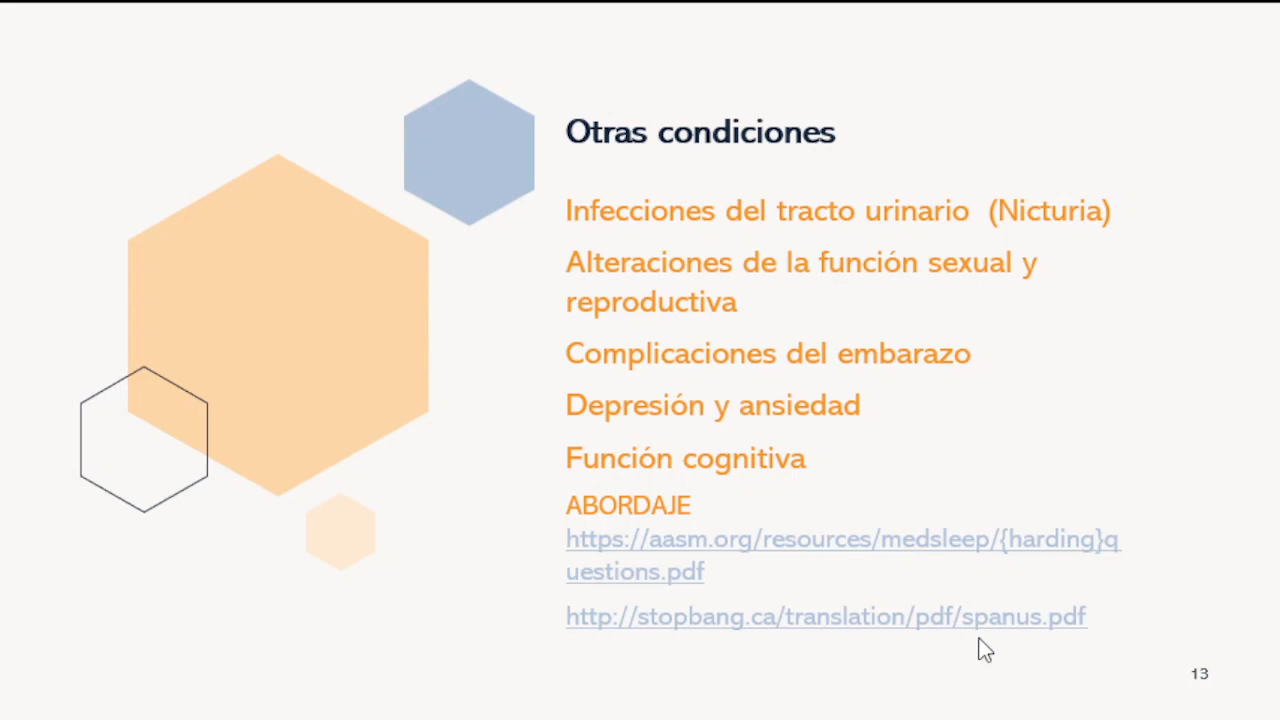 Otras condiciones
Infecciones del tracto urinario (Nicturia)
Alteraciones de la función sexual y
reproductiva
Complicaciones del embarazo
Depresión y ansiedad
Función cognitiva
ABORDAJE
https://aasm.org/resources/medsleep/{harding}q
uestions.pdf
http://stopbang.ca/translation/pdf/spanus.pdf
13